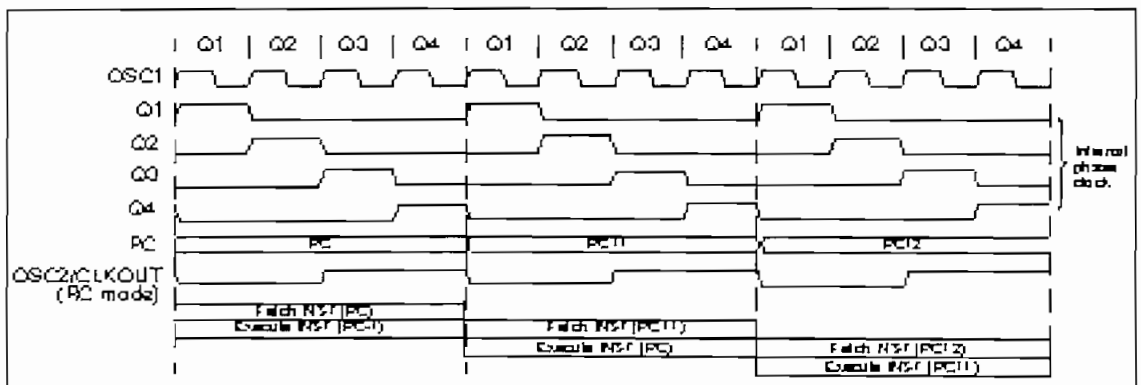 Q1 Q2 Q3 Q4 Q1 Q2 Q3 Q4 Q1 Q2 Q3 Q4
OSC1
Q1
Q2
Q3
Q4
Internal
phase
clock
PC PC PC+1 PC+2
OSC2/CLKOUT
(RC mode)
Fetch INST (PC)
Execute INST (PC-1) Fetch INST (PC+1)
Execute INST (PC) Fetch INST (PC+2)
Execute INST (PC+1)